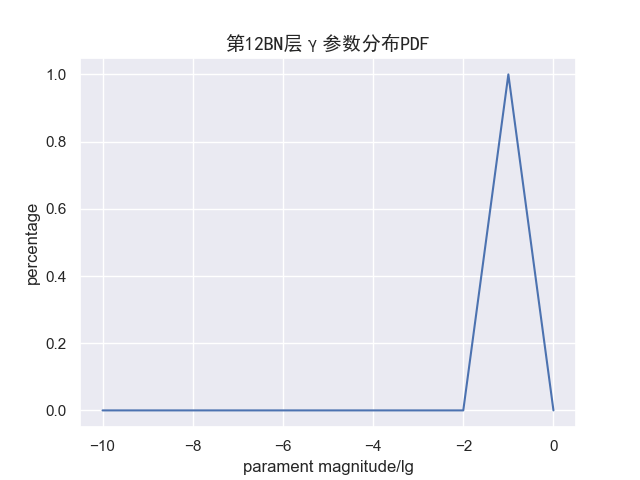 第12BN层γ参数分布PDF
percentage
1.0
0.8
0.6
0.4
0.2
0.0
−10 −8 −6 −4 −2 0
parament magnitude/lg